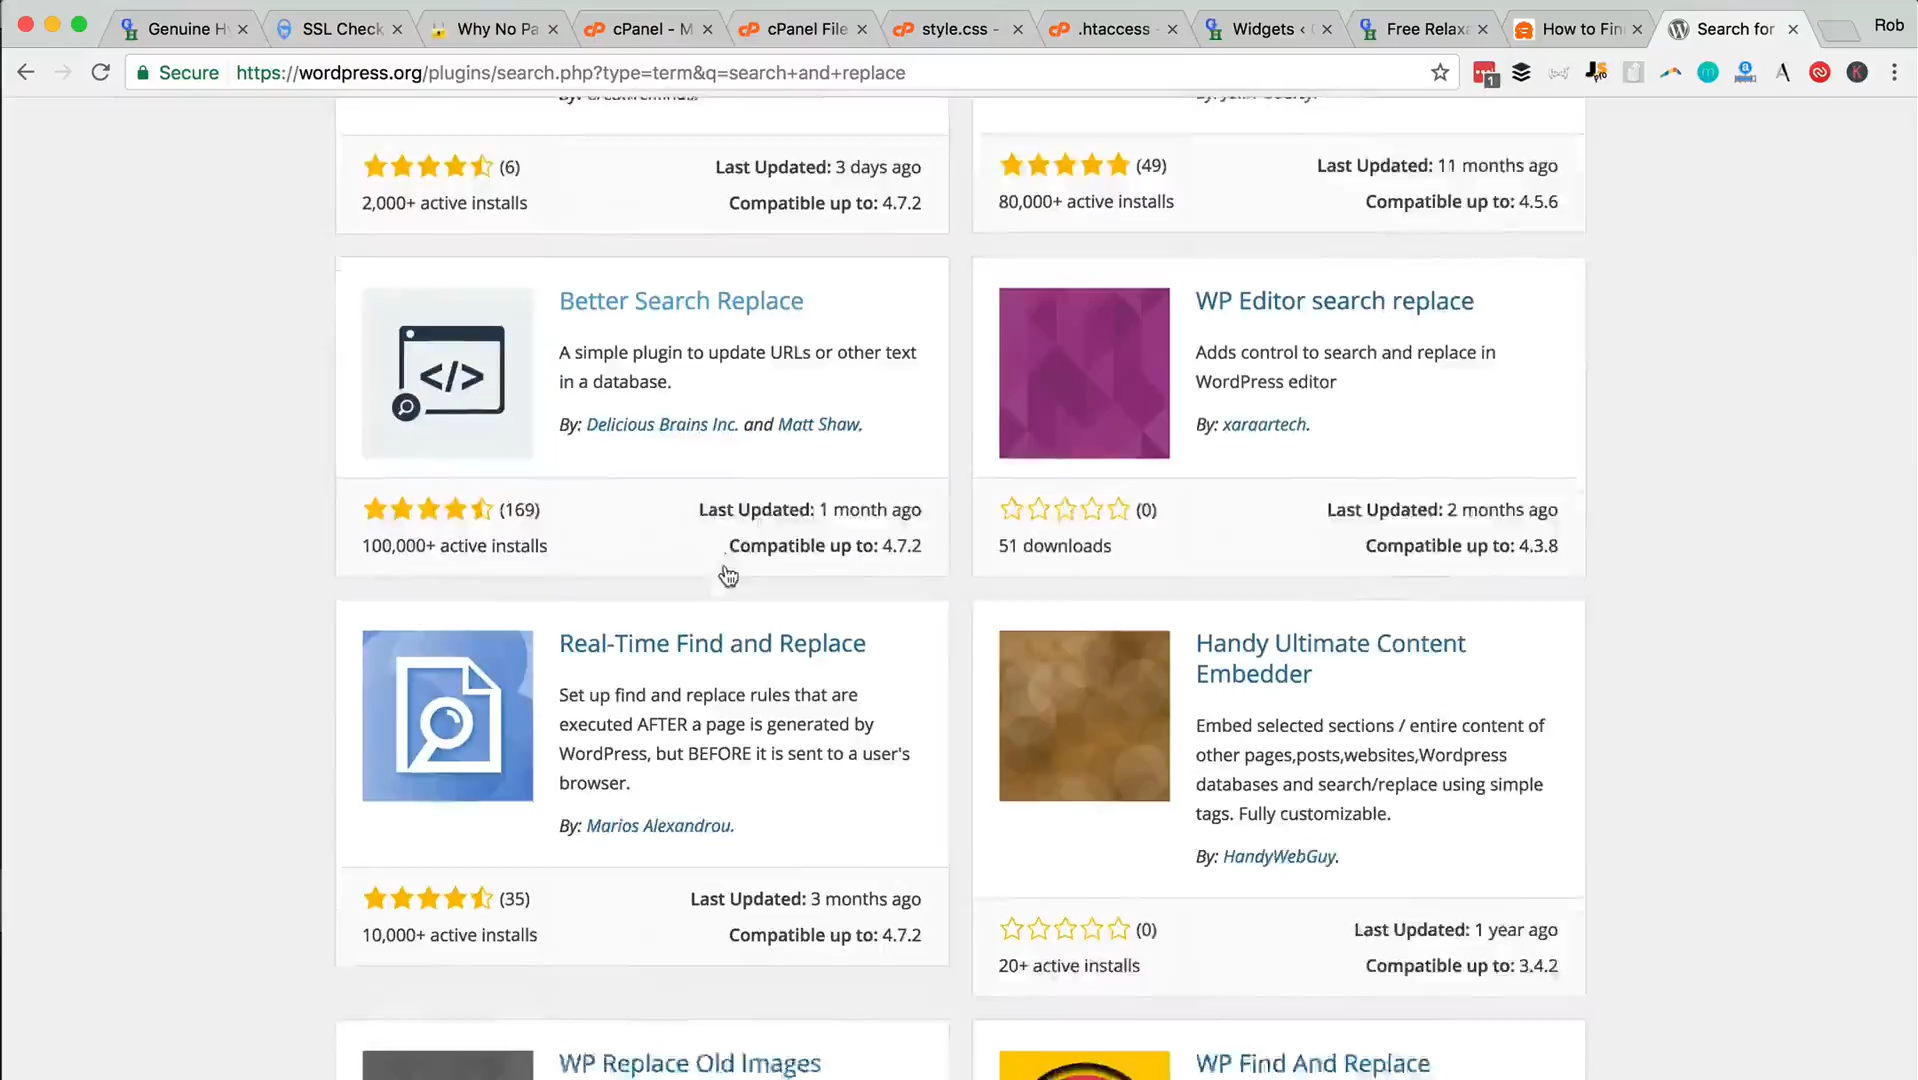 Genuine H
SSL Check
Why No Pa
cPanel - M
cPanel File
style.css -
.htaccess -
Widgets ‹
Free Relaxa
How to Fin
Search for
Rob
Secure
https://wordpress.org/plugins/search.php?type=term&q=search+and+replace
1
(6)
Last Updated: 3 days ago
2,000+ active installs
Compatible up to: 4.7.2
(49)
Last Updated: 11 months ago
80,000+ active installs
Compatible up to: 4.5.6
Better Search Replace
A simple plugin to update URLs or other text
in a database.
By: Delicious Brains Inc. and Matt Shaw.
(169)
Last Updated: 1 month ago
100,000+ active installs
Compatible up to: 4.7.2
WP Editor search replace
Adds control to search and replace in
WordPress editor
By: xaraartech.
(0)
Last Updated: 2 months ago
51 downloads
Compatible up to: 4.3.8
Real-Time Find and Replace
Set up find and replace rules that are
executed AFTER a page is generated by
WordPress, but BEFORE it is sent to a user's
browser.
By: Marios Alexandrou.
(35)
Last Updated: 3 months ago
10,000+ active installs
Compatible up to: 4.7.2
Handy Ultimate Content
Embedder
Embed selected sections / entire content of
other pages,posts,websites,Wordpress
databases and search/replace using simple
tags. Fully customizable.
By: HandyWebGuy.
(0)
Last Updated: 1 year ago
20+ active installs
Compatible up to: 3.4.2
WP Replace Old Images
WP Find And Replace